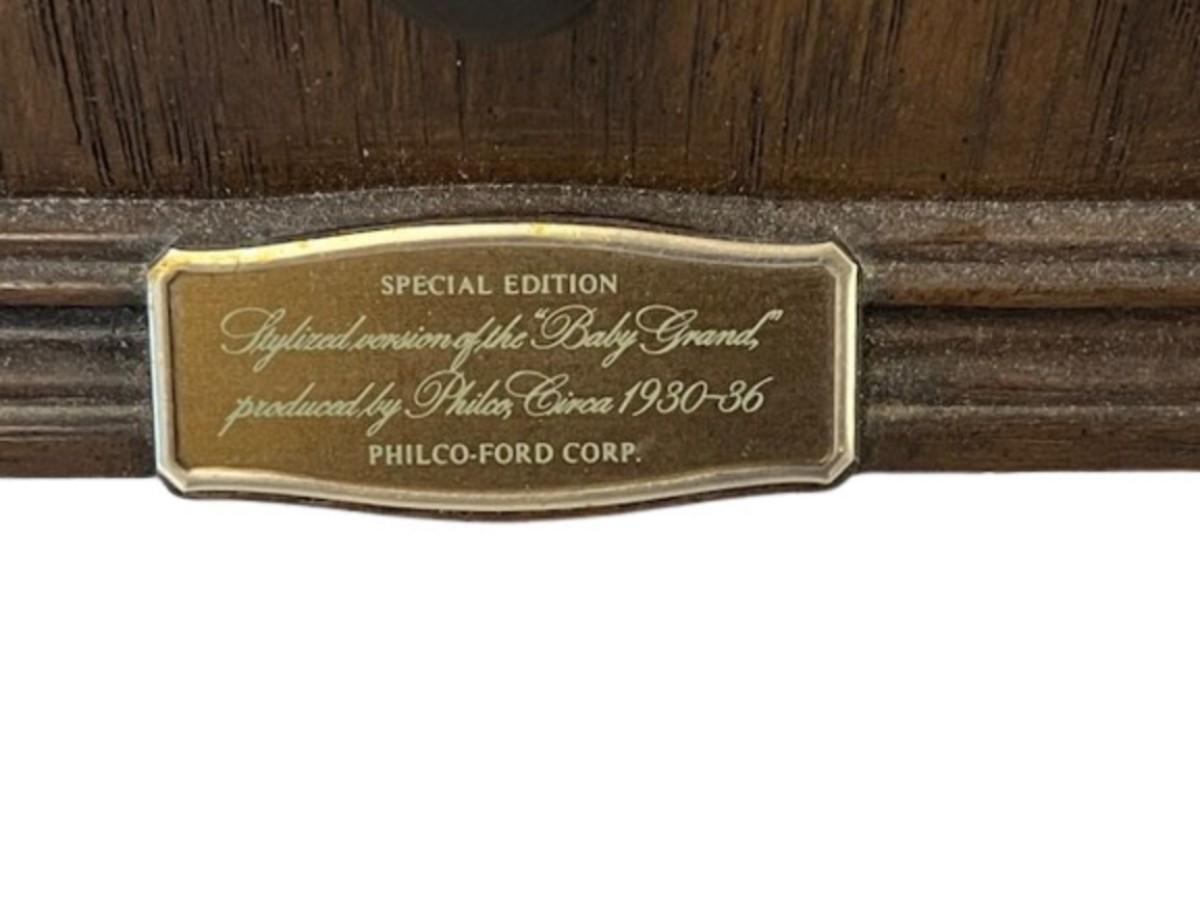 SPECIAL EDITION
Stylized version of the "Baby Grand,"
produced by Philco, Circa 1930-36
PHILCO-FORD CORP.